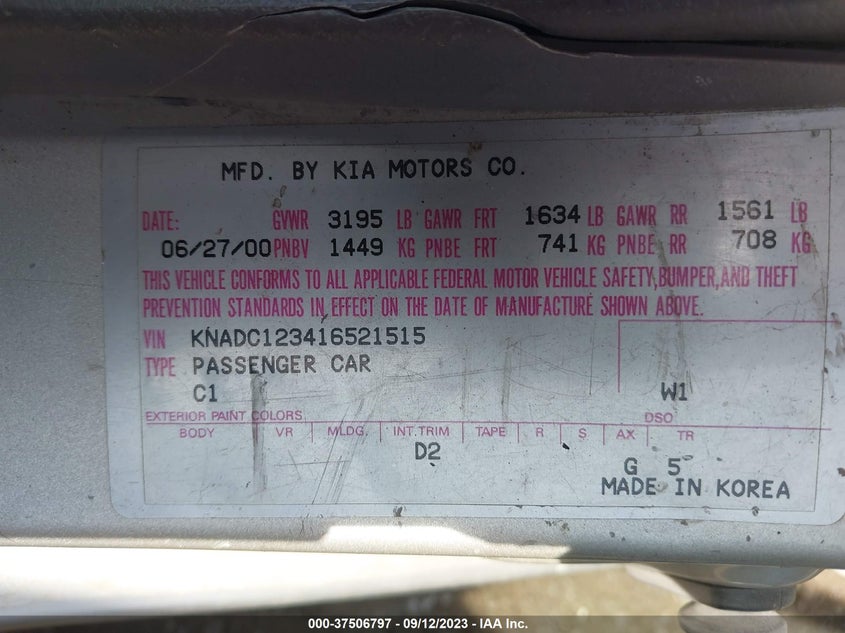 MFD. BY KIA MOTORS CO.
DATE: GVWR 3195 LB GAWR FRT 1634 LB GAWR RR 1561 LB
06/27/00 PNBV 1449 KG PNBE FRT 741 KG PNBE RR 708 KG
THIS VEHICLE CONFORMS TO ALL APPLICABLE FEDERAL MOTOR VEHICLE SAFETY,BUMPER,AND THEFT
PREVENTION STANDARDS IN EFFECT ON THE DATE OF MANUFACTURE SHOWN ABOVE.
VIN KNADC123416521515
TYPE PASSENGER CAR
C1 W1
EXTERIOR PAINT COLORS DSO
BODY VR MLDG. INT.TRIM TAPE R S AX TR
D2 G 5
MADE IN KOREA
000-37506797 - 09/12/2023 - IAA Inc.